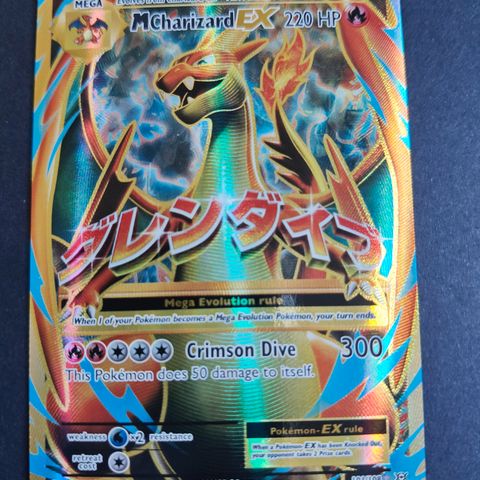 MEGA
Evolves from Charizard
M Charizard EX 220 HP
グレンダイブ
Mega Evolution rule
When 1 of your Pokémon becomes a Mega Evolution Pokémon, your turn ends.
Crimson Dive 300
This Pokémon does 50 damage to itself.
weakness ×2 resistance
retreat cost
Pokémon-EX rule
When a Pokémon-EX has been Knocked Out, your opponent takes 2 Prize cards.